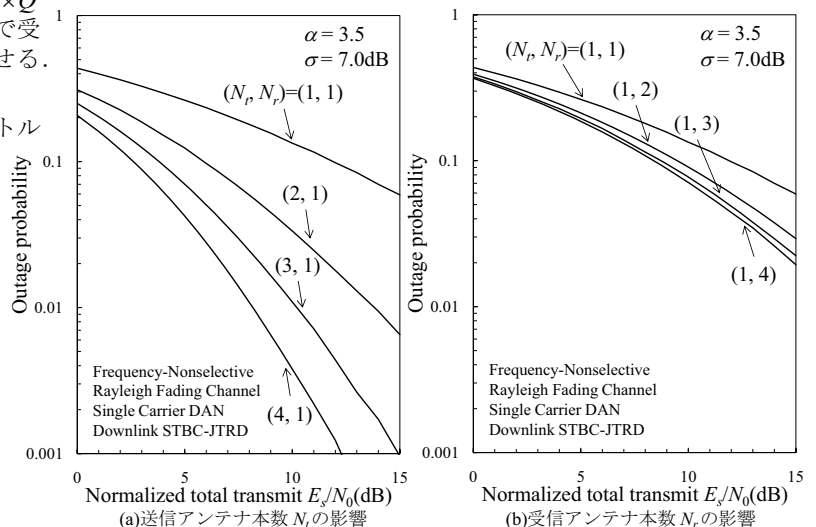 ×Q
で受
せる.
トル
1
0.1
0.01
0.001
Outage probability
α = 3.5
σ = 7.0dB
(Nt, Nr)=(1, 1)
(2, 1)
(3, 1)
(4, 1)
Frequency-Nonselective
Rayleigh Fading Channel
Single Carrier DAN
Downlink STBC-JTRD
0 5 10 15
Normalized total transmit Es/N0(dB)
(a)送信アンテナ本数 Ntの影響
1
0.1
0.01
0.001
Outage probability
α = 3.5
σ = 7.0dB
(Nt, Nr)=(1, 1)
(1, 2)
(1, 3)
(1, 4)
Frequency-Nonselective
Rayleigh Fading Channel
Single Carrier DAN
Downlink STBC-JTRD
0 5 10 15
Normalized total transmit Es/N0(dB)
(b)受信アンテナ本数 Nrの影響